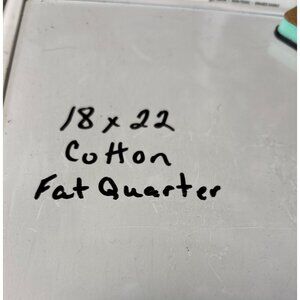 18 x 22
Cotton
Fat Quarter